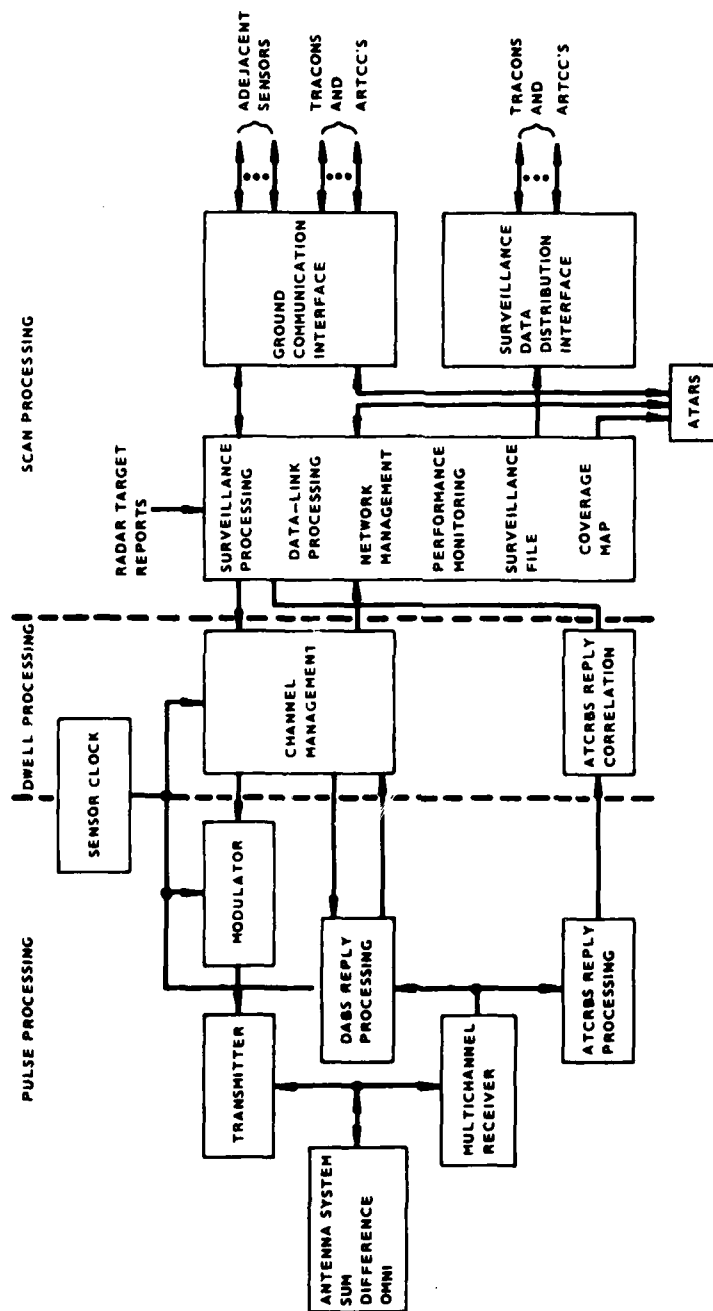 PULSE PROCESSING
DWELL PROCESSING
SCAN PROCESSING
SENSOR CLOCK
RADAR TARGET
REPORTS
ANTENNA SYSTEM
SUM
DIFFERENCE
OMNI
TRANSMITTER
MODULATOR
MULTICHANNEL
RECEIVER
DABS REPLY
PROCESSING
ATCRBS REPLY
PROCESSING
CHANNEL
MANAGEMENT
ATCRBS REPLY
CORRELATION
SURVEILLANCE
PROCESSING
DATA-LINK PROCESSING
NETWORK
MANAGEMENT
PERFORMANCE
MONITORING
SURVEILLANCE
FILE
COVERAGE
MAP
GROUND
COMMUNICATION
INTERFACE
SURVEILLANCE
DATA
DISTRIBUTION
INTERFACE
ATARS
ADEJACENT
SENSORS
TRACONS
AND
ARTCC'S
TRACONS
AND
ARTCC'S